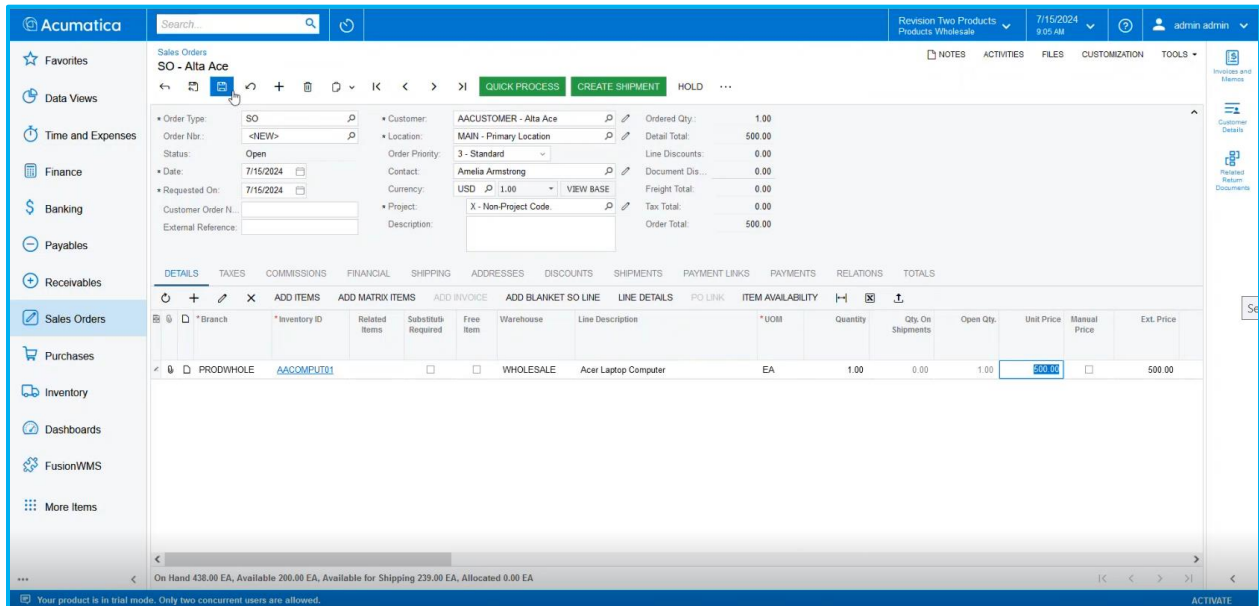 Acumatica
Search...
Revision Two Products
Products Wholesale
7/15/2024
9:05 AM
admin admin
Favorites
Data Views
Time and Expenses
Finance
Banking
Payables
Receivables
Sales Orders
Purchases
Inventory
Dashboards
FusionWMS
More Items
Sales Orders
SO - Alta Ace
NOTES ACTIVITIES FILES CUSTOMIZATION TOOLS
QUICK PROCESS CREATE SHIPMENT HOLD ...
* Order Type: SO * Customer: AACUSTOMER - Alta Ace Ordered Qty.: 1.00
Order Nbr.: <NEW> * Location: MAIN - Primary Location Detail Total: 500.00
Status: Open Order Priority: 3 - Standard Line Discounts: 0.00
* Date: 7/15/2024 Contact: Amelia Armstrong Document Dis... 0.00
* Requested On: 7/15/2024 Currency: USD 1.00 VIEW BASE Freight Total: 0.00
Customer Order N... * Project: X - Non-Project Code. Tax Total: 0.00
External Reference: Description: Order Total: 500.00
DETAILS TAXES COMMISSIONS FINANCIAL SHIPPING ADDRESSES DISCOUNTS SHIPMENTS PAYMENT LINKS PAYMENTS RELATIONS TOTALS
ADD ITEMS ADD MATRIX ITEMS ADD INVOICE ADD BLANKET SO LINE LINE DETAILS PO LINK ITEM AVAILABILITY
* Branch * Inventory ID Related Items Substituti Required Free Item Warehouse Line Description * UOM Quantity Qty. On Shipments Open Qty. Unit Price Manual Price Ext. Price
PRODWHOLE AACOMPUT01 WHOLESALE Acer Laptop Computer EA 1.00 0.00 1.00 500.00 500.00
On Hand 438.00 EA, Available 200.00 EA, Available for Shipping 239.00 EA, Allocated 0.00 EA
Invoices and
Memos
Customer
Details
Related
Return
Documents
Se
Your product is in trial mode. Only two concurrent users are allowed. ACTIVATE